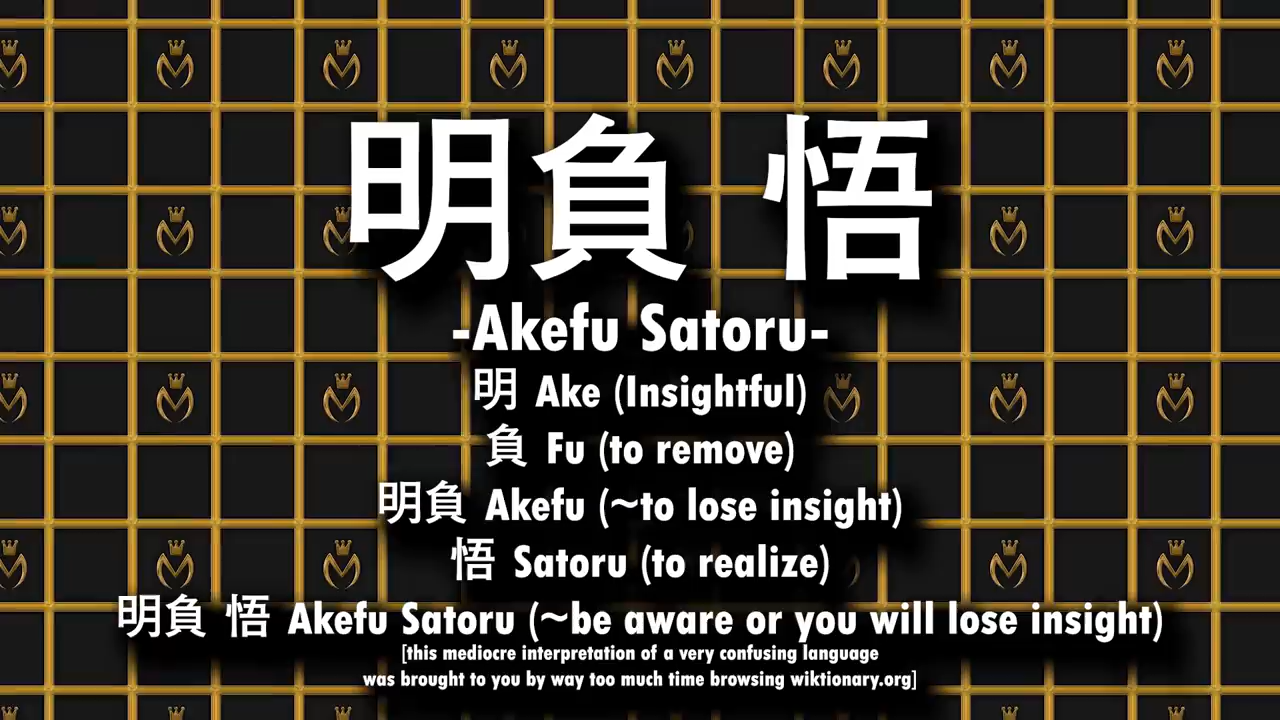 明負 悟
-Akefu Satoru-
明 Ake (Insightful)
負 Fu (to remove)
明負 Akefu (~to lose insight)
悟 Satoru (to realize)
明負 悟 Akefu Satoru (~be aware or you will lose insight)
[this mediocre interpretation of a very confusing language
was brought to you by way too much time browsing wiktionary.org]